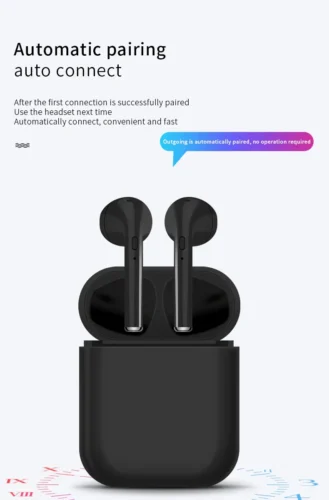 Automatic pairing
auto connect
After the first connection is successfully paired
Use the headset next time
Automatically connect, convenient and fast
Outgoing is automatically paired, no operation required
IX
VIII
3